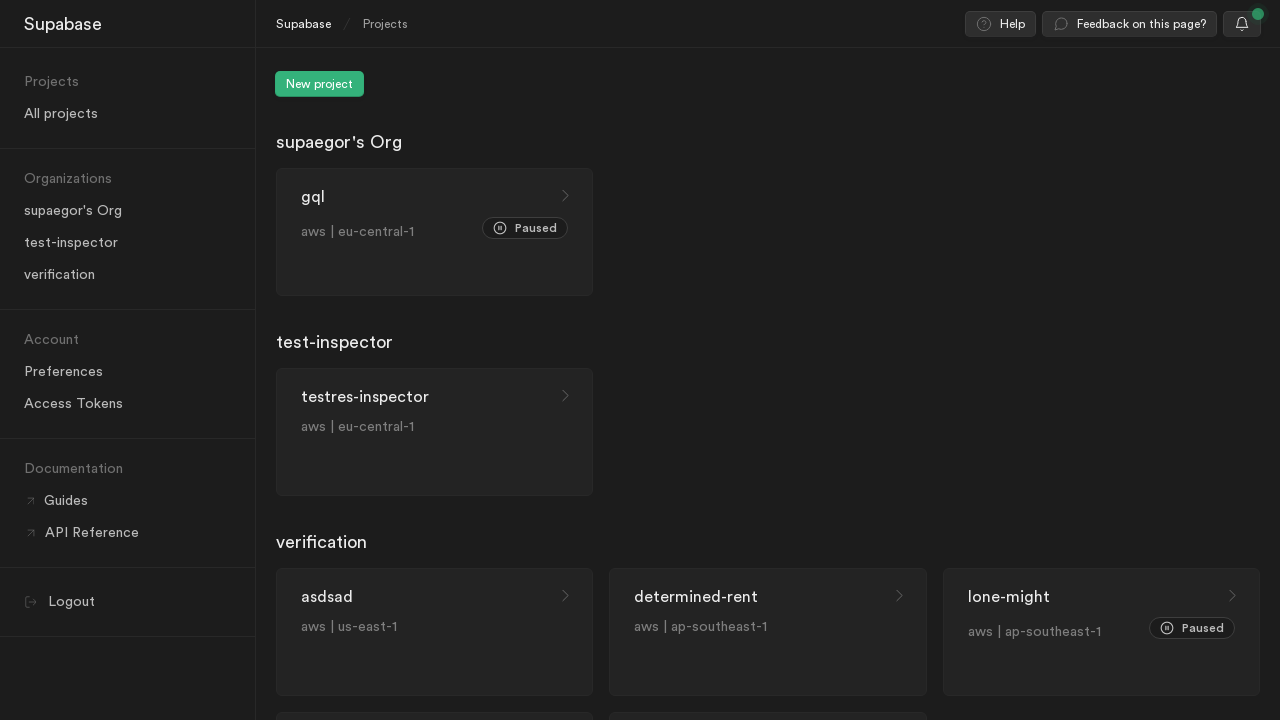 Supabase
Supabase / Projects
Help
Feedback on this page?
Projects
All projects
Organizations
supaegor's Org
test-inspector
verification
Account
Preferences
Access Tokens
Documentation
Guides
API Reference
Logout
New project
supaegor's Org
gql
aws | eu-central-1
Paused
test-inspector
testres-inspector
aws | eu-central-1
verification
asdsad
aws | us-east-1
determined-rent
aws | ap-southeast-1
lone-might
aws | ap-southeast-1
Paused